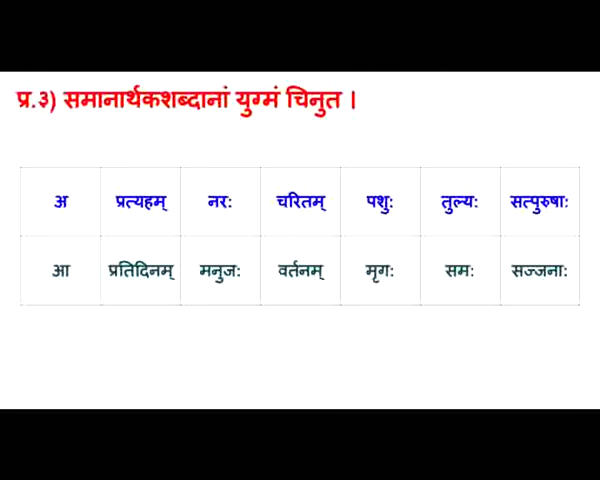 प्र.३) समानार्थकशब्दानां युग्मं चिनुत ।
अ प्रत्यहम् नरः चरितम् पशुः तुल्यः सत्पुरुषाः
आ प्रतिदिनम् मनुजः वर्तनम् मृगः समः सज्जनाः